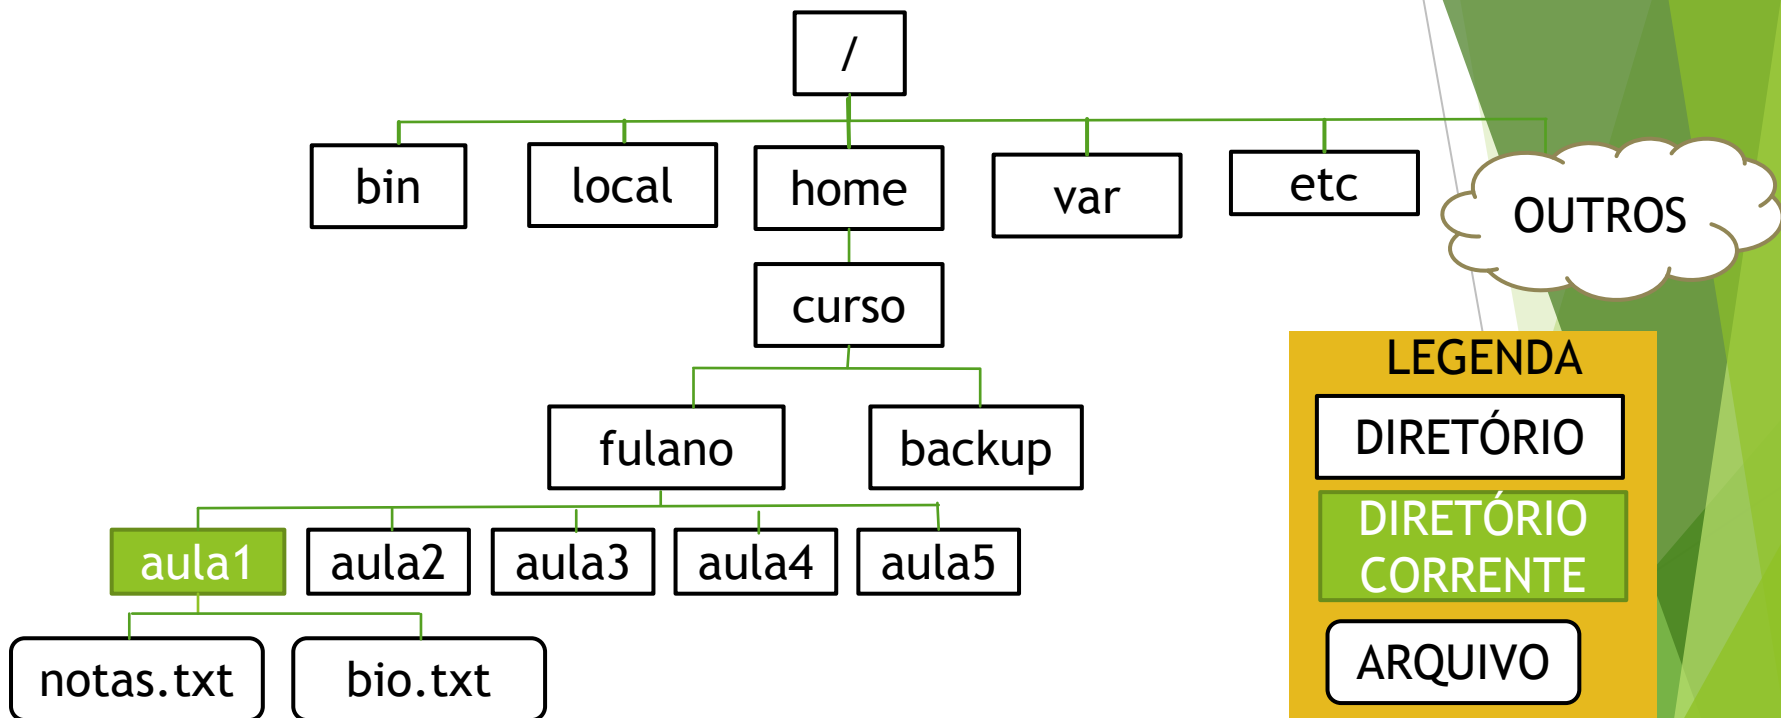 /
bin
local
home
var
etc
OUTROS
curso
fulano
backup
aula1
aula2
aula3
aula4
aula5
notas.txt
bio.txt
LEGENDA
DIRETÓRIO
DIRETÓRIO
CORRENTE
ARQUIVO